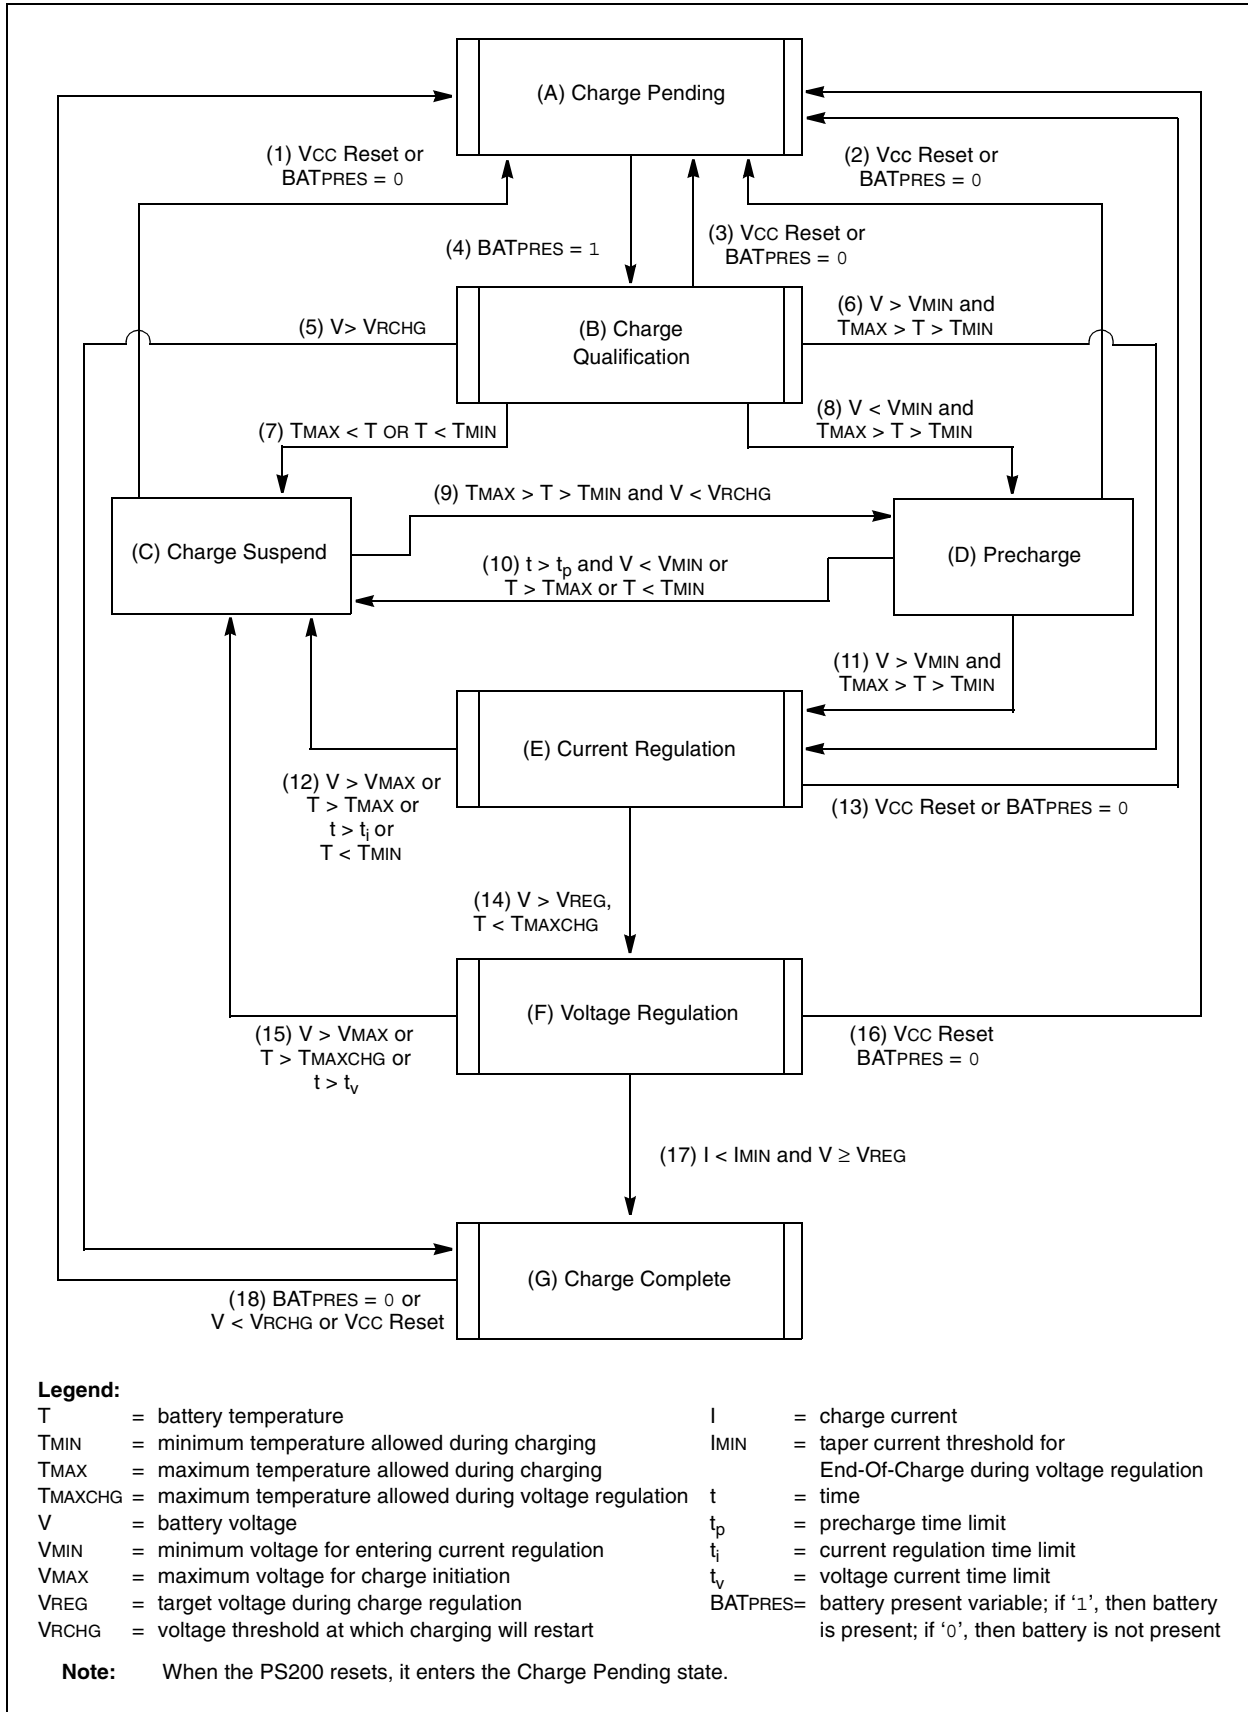 (A) Charge Pending
(1) VCC Reset or
BATPRES = 0
(2) Vcc Reset or
BATPRES = 0
(3) VCC Reset or
BATPRES = 0
(4) BATPRES = 1
(5) V> VRCHG
(B) Charge
Qualification
(6) V > VMIN and
TMAX > T > TMIN
(7) TMAX < T OR T < TMIN
(8) V < VMIN and
TMAX > T > TMIN
(9) TMAX > T > TMIN and V < VRCHG
(C) Charge Suspend
(D) Precharge
(10) t > tp and V < VMIN or
T > TMAX or T < TMIN
(11) V > VMIN and
TMAX > T > TMIN
(E) Current Regulation
(12) V > VMAX or
T > TMAX or
t > ti or
T < TMIN
(13) VCC Reset or BATPRES = 0
(14) V > VREG,
T < TMAXCHG
(F) Voltage Regulation
(15) V > VMAX or
T > TMAXCHG or
t > tv
(16) VCC Reset
BATPRES = 0
(17) I < IMIN and V ≥ VREG
(G) Charge Complete
(18) BATPRES = 0 or
V < VRCHG or VCC Reset
Legend:
T = battery temperature
TMIN = minimum temperature allowed during charging
TMAX = maximum temperature allowed during charging
TMAXCHG = maximum temperature allowed during voltage regulation
V = battery voltage
VMIN = minimum voltage for entering current regulation
VMAX = maximum voltage for charge initiation
VREG = target voltage during charge regulation
VRCHG = voltage threshold at which charging will restart
I = charge current
IMIN = taper current threshold for
End-Of-Charge during voltage regulation
t = time
tp = precharge time limit
ti = current regulation time limit
tv = voltage current time limit
BATPRES= battery present variable; if ‘1’, then battery
is present; if ‘0’, then battery is not present
Note: When the PS200 resets, it enters the Charge Pending state.